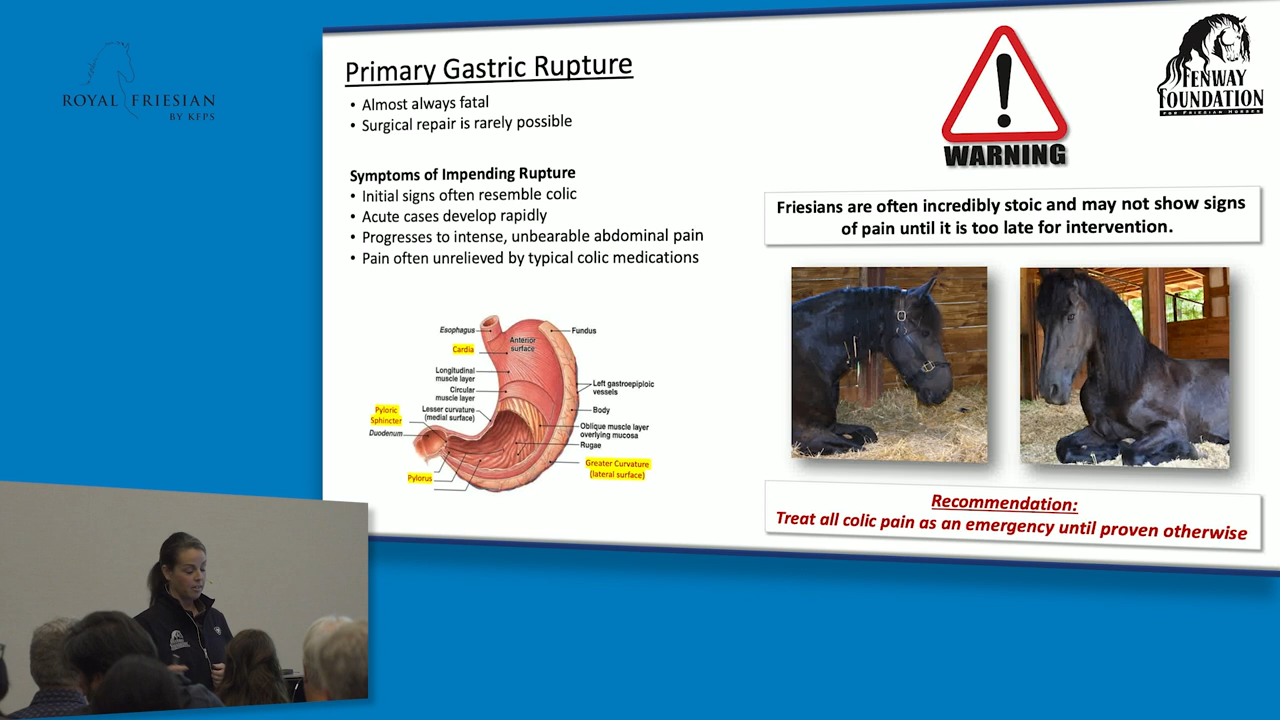 ROYAL FRIESIAN
BY KFPS
Primary Gastric Rupture
• Almost always fatal
• Surgical repair is rarely possible
Symptoms of Impending Rupture
• Initial signs often resemble colic
• Acute cases develop rapidly
• Progresses to intense, unbearable abdominal pain
• Pain often unrelieved by typical colic medications
Esophagus
Cardia
Longitudinal
muscle layer
Circular
muscle layer
Lesser curvature
(medial surface)
Pyloric
Sphincter
Duodenum
Pylorus
Anterior
surface
Fundus
Left gastroepiploic
vessels
Body
Oblique muscle layer
overlying mucosa
Rugae
Greater Curvature
(lateral surface)
WARNING
FENWAY
FOUNDATION
FOR FRIESIAN HORSES
Friesians are often incredibly stoic and may not show signs
of pain until it is too late for intervention.
Recommendation:
Treat all colic pain as an emergency until proven otherwise